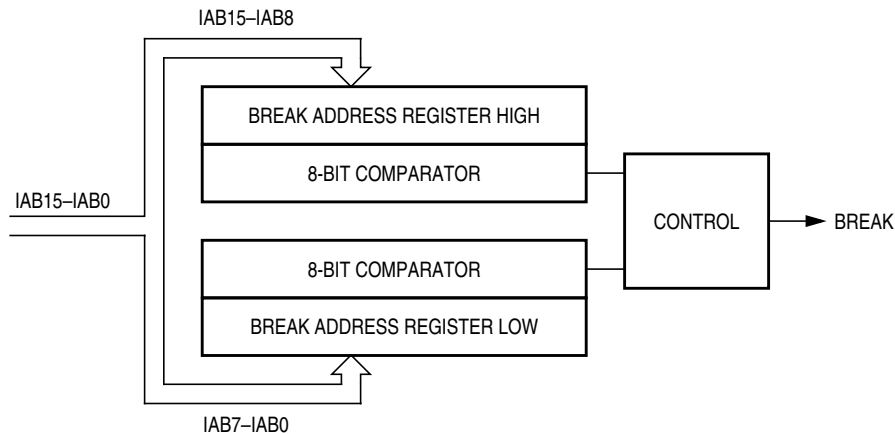 IAB15–IAB8
BREAK ADDRESS REGISTER HIGH
8-BIT COMPARATOR
IAB15–IAB0
CONTROL
BREAK
8-BIT COMPARATOR
BREAK ADDRESS REGISTER LOW
IAB7–IAB0